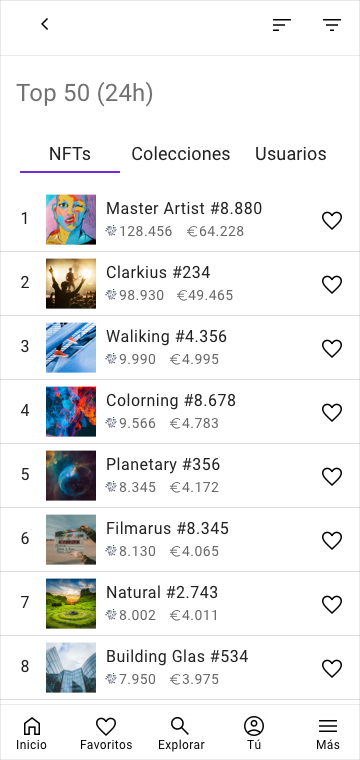 Top 50 (24h)
NFTs Colecciones Usuarios
1 Master Artist #8.880
128.456 €64.228
2 Clarkius #234
98.930 €49.465
3 Waliking #4.356
9.990 €4.995
4 Colorning #8.678
9.566 €4.783
5 Planetary #356
8.345 €4.172
6 Filmarus #8.345
8.130 €4.065
7 Natural #2.743
8.002 €4.011
8 Building Glas #534
7.950 €3.975
Inicio Favoritos Explorar Tú Más